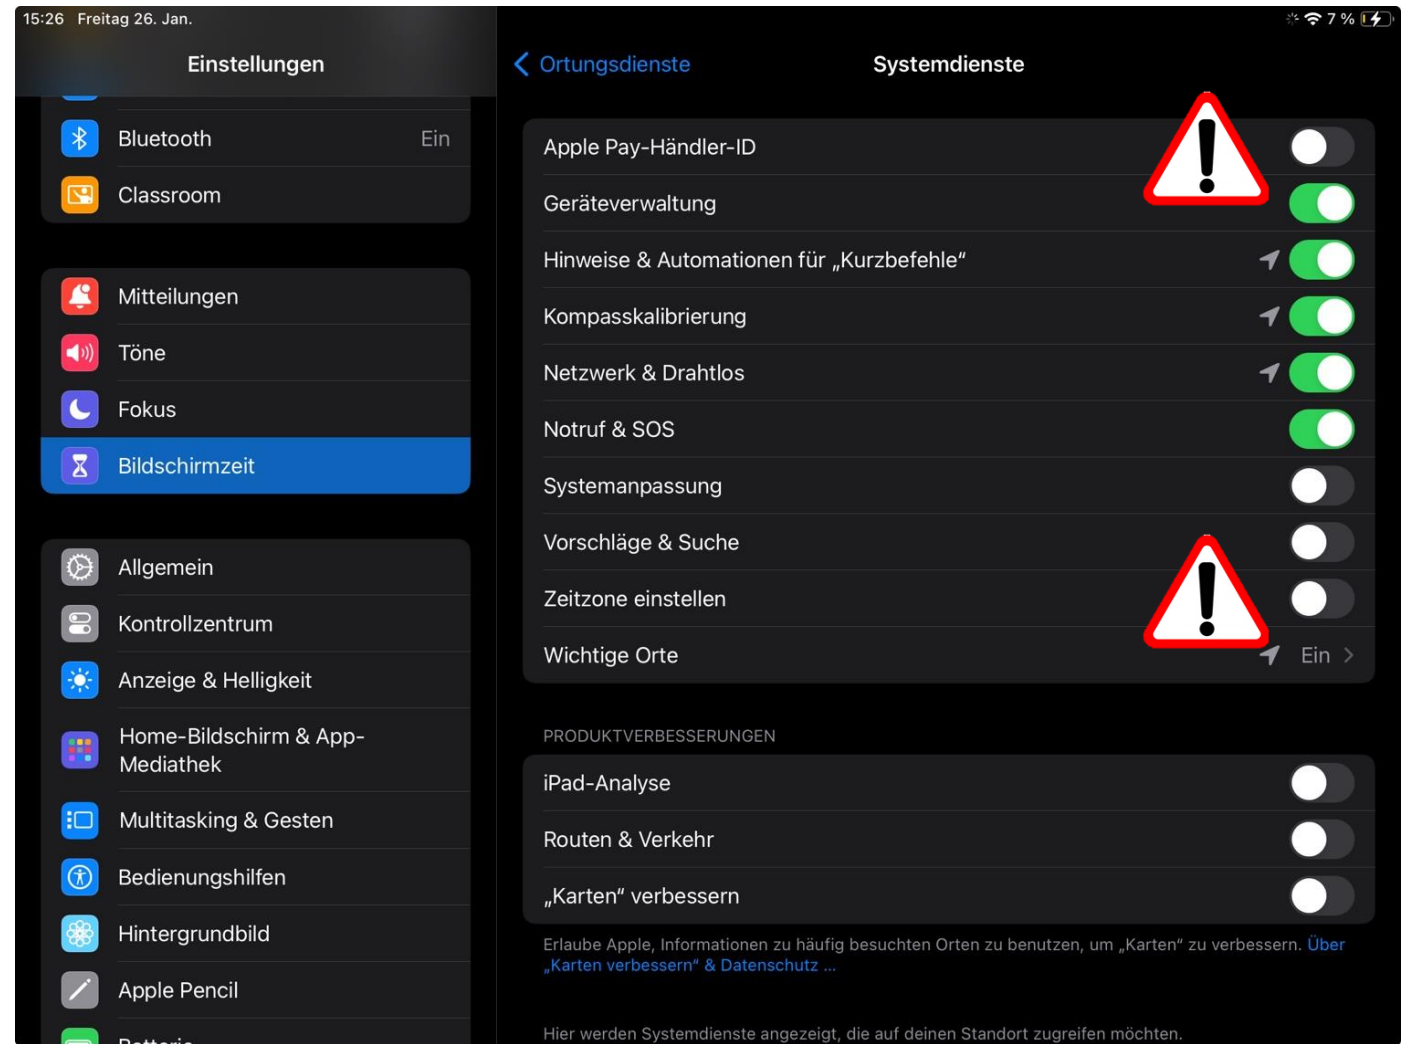 15:26 Freitag 26. Jan.
7 %
Einstellungen
Bluetooth Ein
Classroom
Mitteilungen
Töne
Fokus
Bildschirmzeit
Allgemein
Kontrollzentrum
Anzeige & Helligkeit
Home-Bildschirm & App-
Mediathek
Multitasking & Gesten
Bedienungshilfen
Hintergrundbild
Apple Pencil
Ortungsdienste
Systemdienste
Apple Pay-Händler-ID
Geräteverwaltung
Hinweise & Automationen für „Kurzbefehle“
Kompasskalibrierung
Netzwerk & Drahtlos
Notruf & SOS
Systemanpassung
Vorschläge & Suche
Zeitzone einstellen
Wichtige Orte Ein
PRODUKTVERBESSERUNGEN
iPad-Analyse
Routen & Verkehr
„Karten“ verbessern
Erlaube Apple, Informationen zu häufig besuchten Orten zu benutzen, um „Karten“ zu verbessern. Über
„Karten verbessern“ & Datenschutz ...
Hier werden Systemdienste angezeigt, die auf deinen Standort zugreifen möchten.